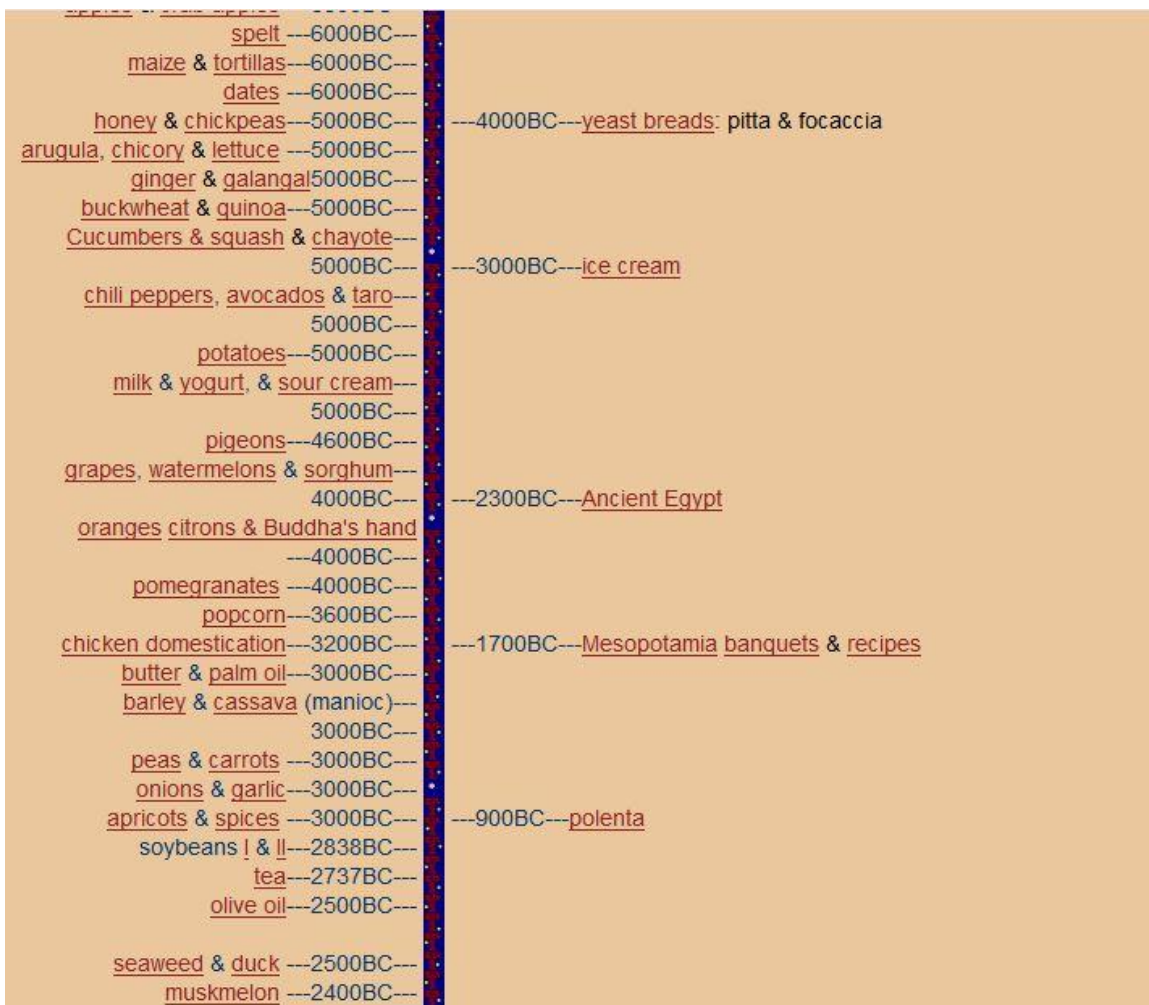 spelt ---6000BC---
maize & tortillas---6000BC---
dates ---6000BC---
honey & chickpeas---5000BC---
---4000BC---yeast breads: pitta & focaccia
arugula, chicory & lettuce ---5000BC---
ginger & galangal5000BC---
buckwheat & quinoa---5000BC---
Cucumbers & squash & chayote---
5000BC---
---3000BC---ice cream
chili peppers, avocados & taro---
5000BC---
potatoes---5000BC---
milk & yogurt, & sour cream---
5000BC---
pigeons---4600BC---
grapes, watermelons & sorghum---
4000BC---
---2300BC---Ancient Egypt
oranges citrons & Buddha's hand
---4000BC---
pomegranates ---4000BC---
popcorn---3600BC---
chicken domestication---3200BC---
---1700BC---Mesopotamia banquets & recipes
butter & palm oil---3000BC---
barley & cassava (manioc)---
3000BC---
peas & carrots ---3000BC---
onions & garlic---3000BC---
apricots & spices ---3000BC---
---900BC---polenta
soybeans I & II---2838BC---
tea---2737BC---
olive oil---2500BC---
seaweed & duck ---2500BC---
muskmelon ---2400BC---